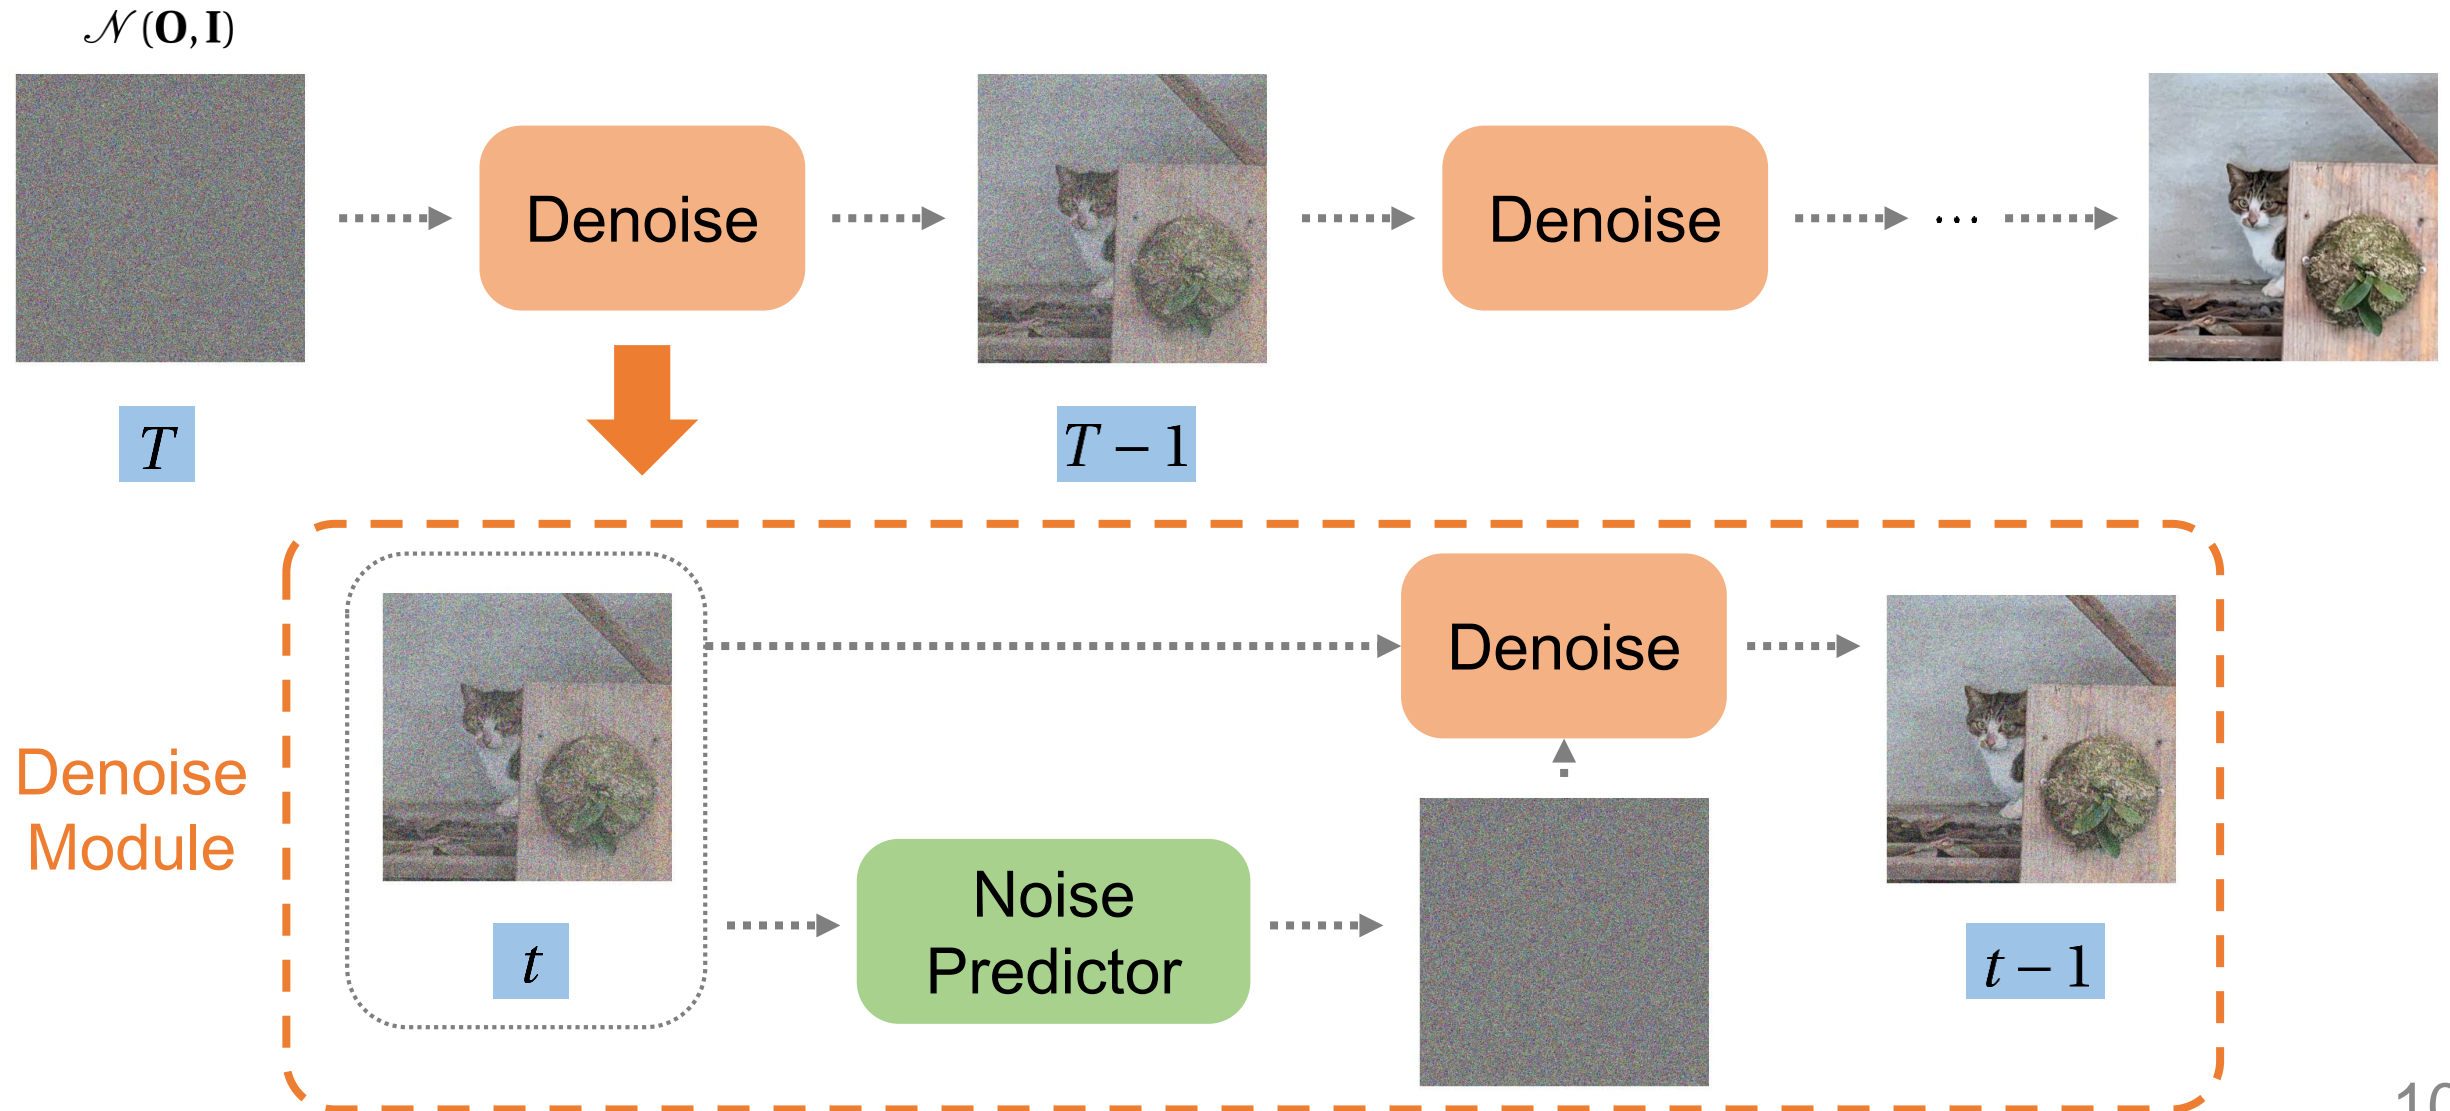 𝒩(𝐎, 𝐈)
Denoise
Denoise
...
T
T − 1
Denoise
Denoise
Module
t
Noise
Predictor
t − 1